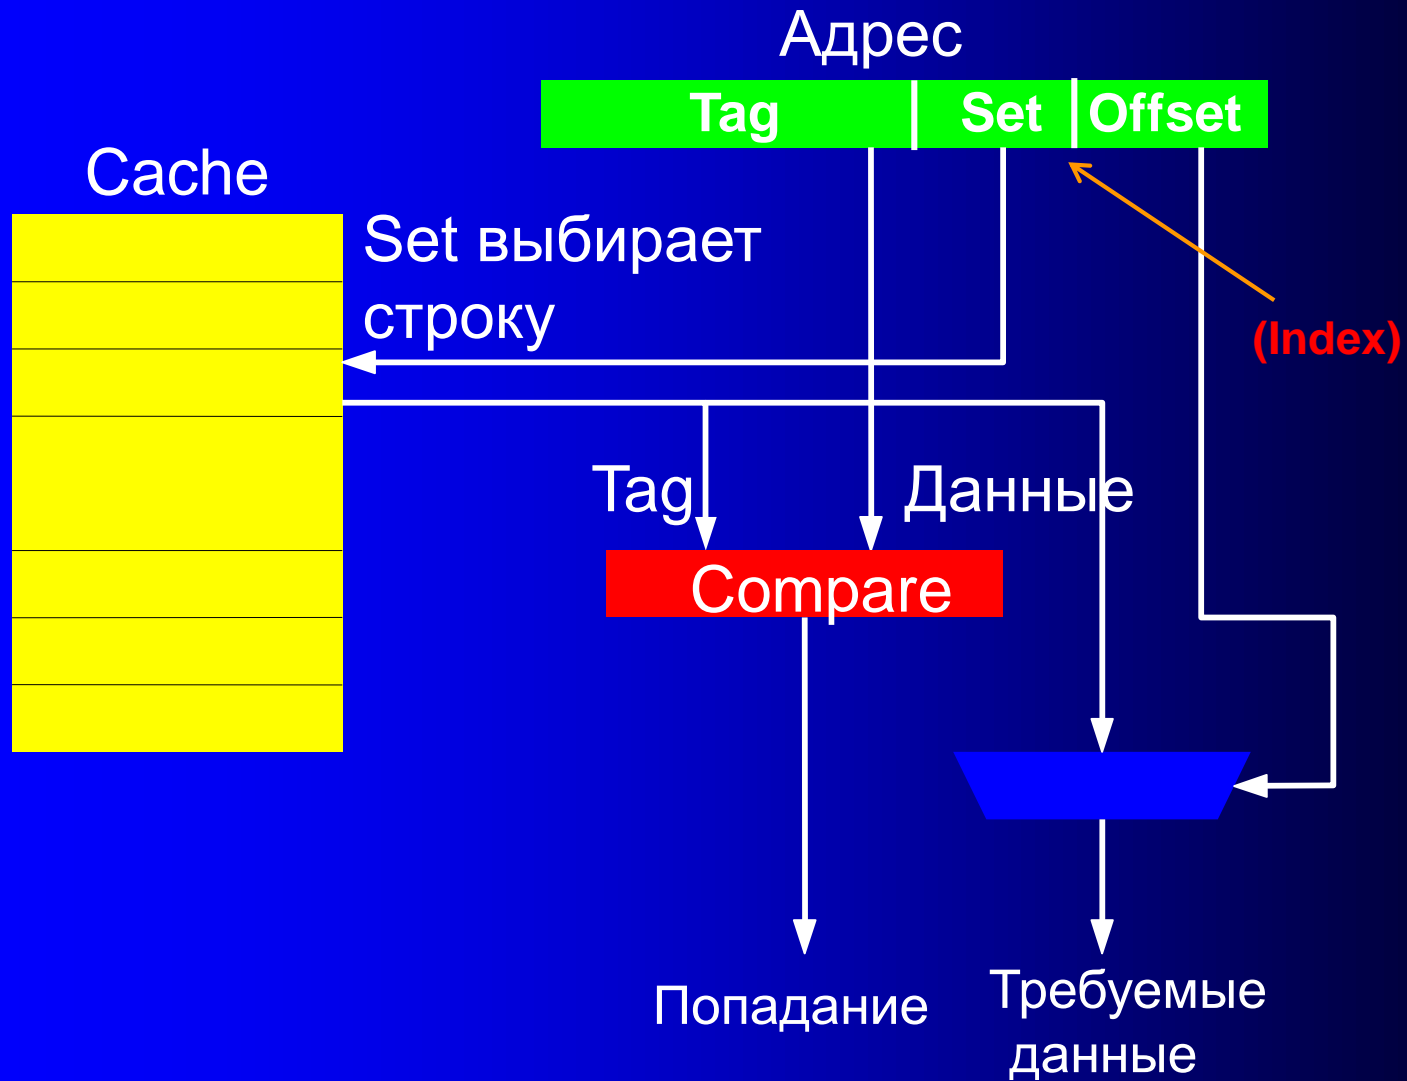 Адрес
Tag Set Offset
Cache
Set выбирает
строку
(Index)
Tag
Данные
Compare
Попадание
Требуемые
данные